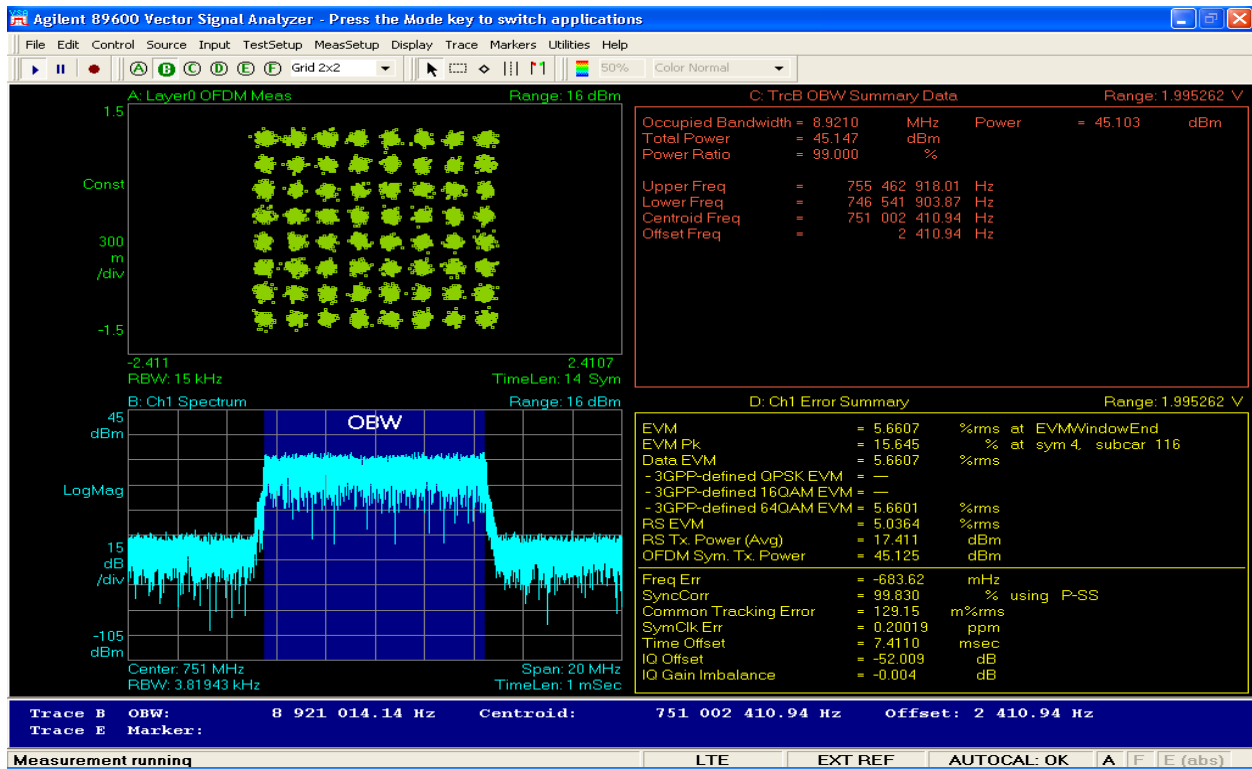 Agilent 89600 Vector Signal Analyzer - Press the Mode key to switch applications
File Edit Control Source Input TestSetup MeasSetup Display Trace Markers Utilities Help
A B C D E F Grid 2x2 50% Color Normal
A: Layer0 OFDM Meas Range: 16 dBm
1.5
Const
300
m
/div
-1.5
-2.411 2.4107
RBW: 15 kHz TimeLen: 14 Sym
C: TrcB OBW Summary Data Range: 1.995262 V
Occupied Bandwidth = 8.9210 MHz Power = 45.103 dBm
Total Power = 45.147 dBm
Power Ratio = 99.000 %
Upper Freq = 755 462 918.01 Hz
Lower Freq = 746 541 903.87 Hz
Centroid Freq = 751 002 410.94 Hz
Offset Freq = 2 410.94 Hz
B: Ch1 Spectrum Range: 16 dBm
45
dBm
OBW
LogMag
15
dB
/div
-105
dBm
Center: 751 MHz Span: 20 MHz
RBW: 3.81943 kHz TimeLen: 1 mSec
D: Ch1 Error Summary Range: 1.995262 V
EVM = 5.6607 %rms at EVMWindowEnd
EVM Pk = 15.645 % at sym 4, subcar 116
Data EVM = 5.6607 %rms
- 3GPP-defined QPSK EVM = —
- 3GPP-defined 16QAM EVM = —
- 3GPP-defined 64QAM EVM = 5.6601 %rms
RS EVM = 5.0364 %rms
RS Tx. Power (Avg) = 17.411 dBm
OFDM Sym. Tx. Power = 45.125 dBm
Freq Err = -683.62 mHz
SyncCorr = 99.830 % using P-SS
Common Tracking Error = 129.15 m%rms
SymClk Err = 0.20019 ppm
Time Offset = 7.4110 msec
IQ Offset = -52.009 dB
IQ Gain Imbalance = -0.004 dB
Trace B OBW: 8 921 014.14 Hz Centroid: 751 002 410.94 Hz Offset: 2 410.94 Hz
Trace E Marker:
Measurement running LTE EXT REF AUTOCAL: OK A F E (abs)